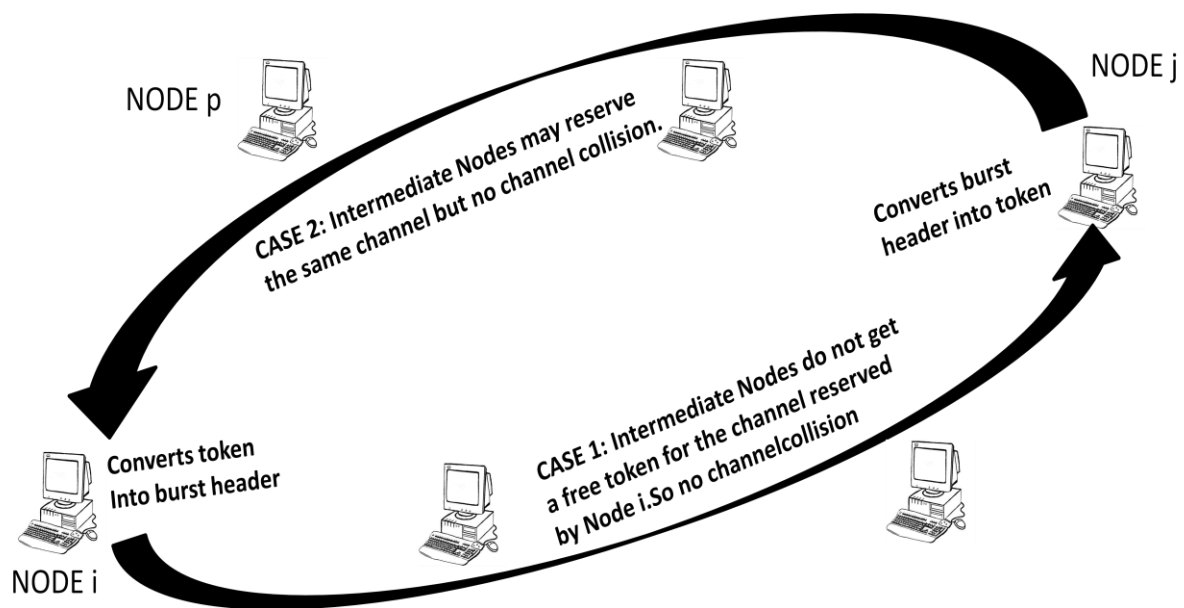 NODE p
NODE j
CASE 2: Intermediate Nodes may reserve
the same channel but no channel collision.
Converts burst
header into token
CASE 1: Intermediate Nodes do not get
a free token for the channel reserved
by Node i.So no channelcollision
Converts token
Into burst header
NODE i